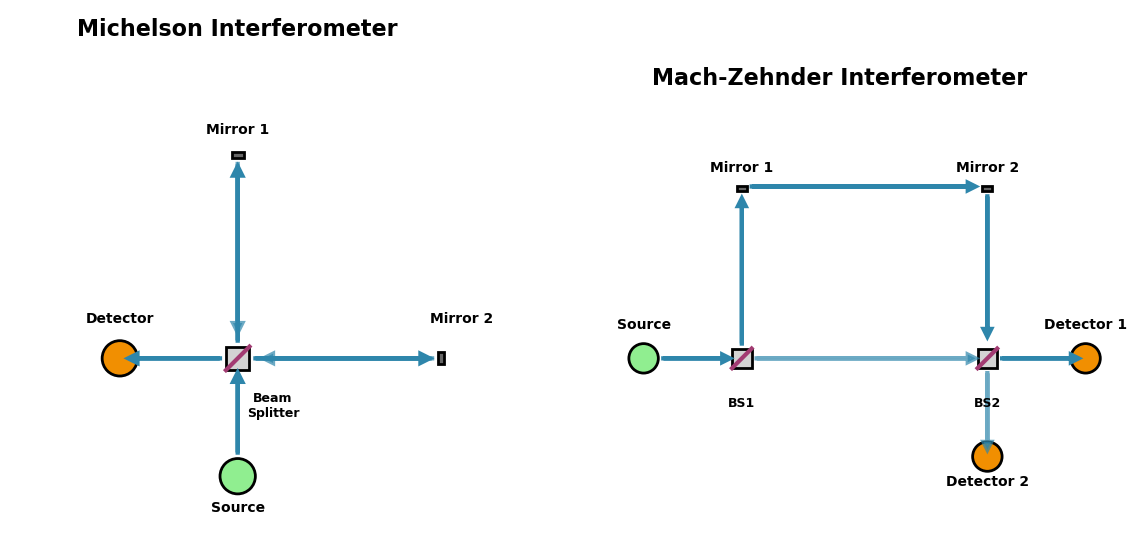 Michelson Interferometer
Mirror 1
Detector
Mirror 2
Beam
Splitter
Source
Mach-Zehnder Interferometer
Mirror 1
Mirror 2
Source
Detector 1
BS1
BS2
Detector 2